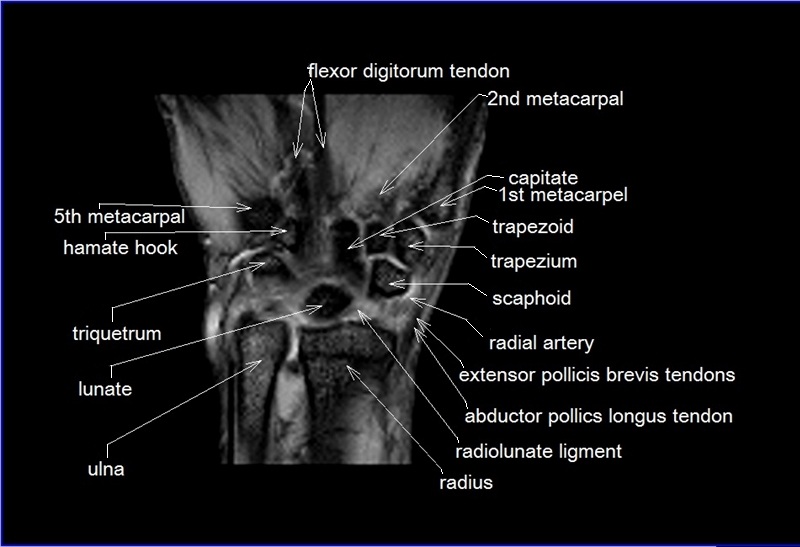 flexor digitorum tendon
2nd metacarpal
capitate
1st metacarpel
5th metacarpal
trapezoid
hamate hook
trapezium
scaphoid
triquetrum
radial artery
extensor pollicis brevis tendons
lunate
abductor pollics longus tendon
radiolunate ligment
ulna
radius